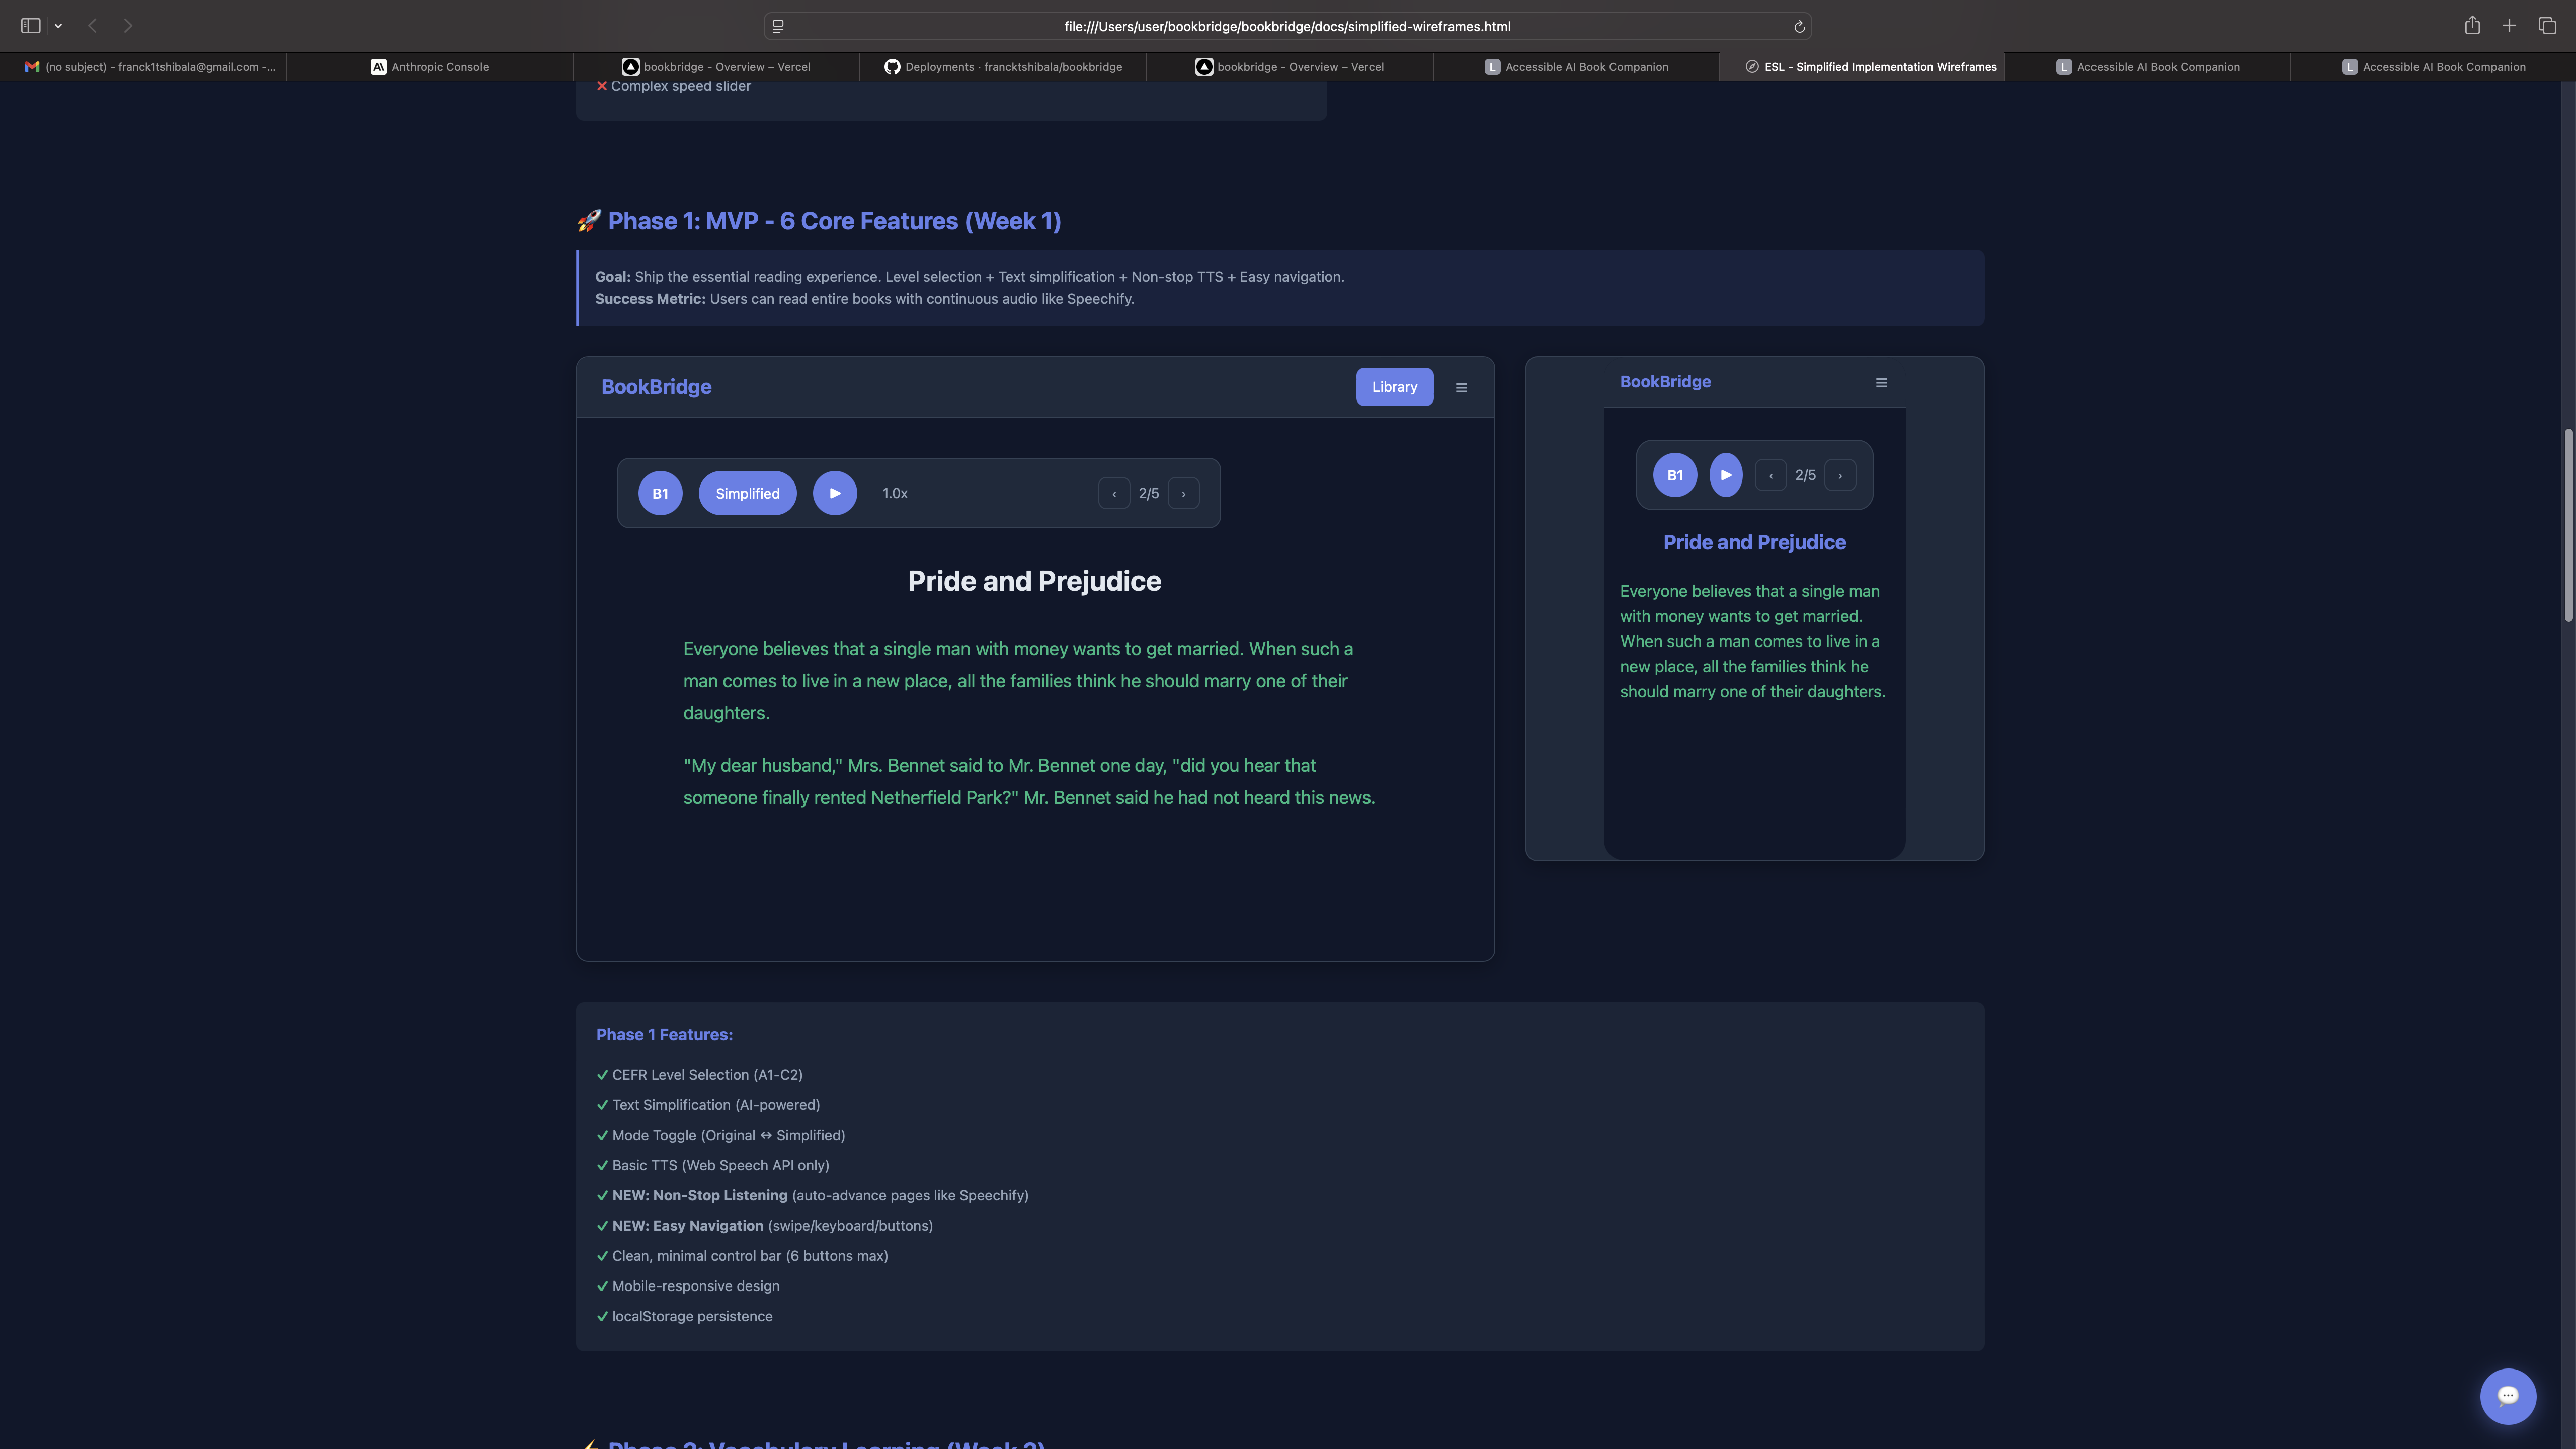 file:///Users/user/bookbridge/bookbridge/docs/simplified-wireframes.html
(no subject) - franck1tshibala@gmail.com -...
Anthropic Console
bookbridge - Overview – Vercel
Deployments · francktshibala/bookbridge
bookbridge - Overview – Vercel
L Accessible AI Book Companion
ESL - Simplified Implementation Wireframes
L Accessible AI Book Companion
L Accessible AI Book Companion
❌ Complex speed slider
🚀 Phase 1: MVP - 6 Core Features (Week 1)
Goal: Ship the essential reading experience. Level selection + Text simplification + Non-stop TTS + Easy navigation.
Success Metric: Users can read entire books with continuous audio like Speechify.
BookBridge
Library
☰
B1
Simplified
▶
1.0x
‹
2/5
›
Pride and Prejudice
Everyone believes that a single man with money wants to get married. When such a
man comes to live in a new place, all the families think he should marry one of their
daughters.
"My dear husband," Mrs. Bennet said to Mr. Bennet one day, "did you hear that
someone finally rented Netherfield Park?" Mr. Bennet said he had not heard this news.
BookBridge
☰
B1
▶
‹
2/5
›
Pride and Prejudice
Everyone believes that a single man
with money wants to get married.
When such a man comes to live in a
new place, all the families think he
should marry one of their daughters.
Phase 1 Features:
✓ CEFR Level Selection (A1-C2)
✓ Text Simplification (AI-powered)
✓ Mode Toggle (Original ↔ Simplified)
✓ Basic TTS (Web Speech API only)
✓ NEW: Non-Stop Listening (auto-advance pages like Speechify)
✓ NEW: Easy Navigation (swipe/keyboard/buttons)
✓ Clean, minimal control bar (6 buttons max)
✓ Mobile-responsive design
✓ localStorage persistence
⚡ Phase 2: Vocabulary Learning (Week 2)